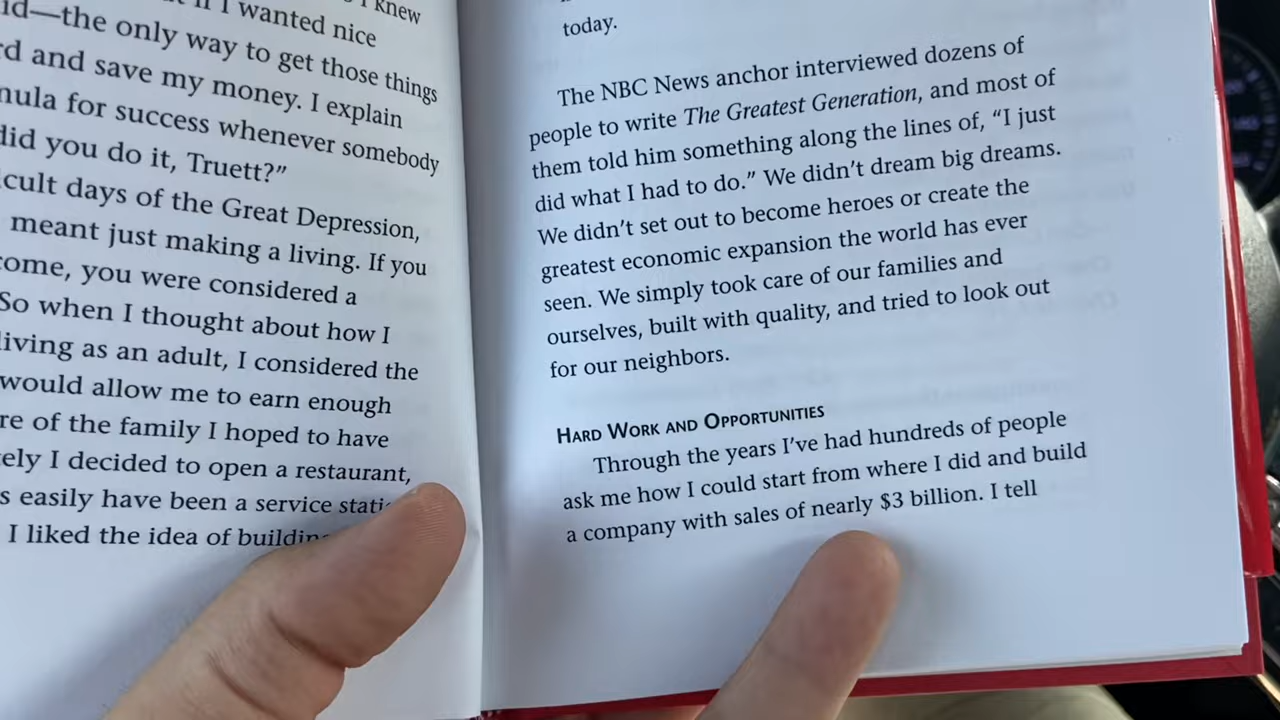 I knew
if I wanted nice
—the only way to get those things
and save my money. I explain
for success whenever somebody
did you do it, Truett?”
days of the Great Depression,
meant just making a living. If you
you were considered a
So when I thought about how I
living as an adult, I considered the
would allow me to earn enough
of the family I hoped to have
I decided to open a restaurant,
easily have been a service
I liked the idea of
today.
The NBC News anchor interviewed dozens of
people to write The Greatest Generation, and most of
them told him something along the lines of, “I just
did what I had to do.” We didn’t dream big dreams.
We didn’t set out to become heroes or create the
greatest economic expansion the world has ever
seen. We simply took care of our families and
ourselves, built with quality, and tried to look out
for our neighbors.
HARD WORK AND OPPORTUNITIES
Through the years I’ve had hundreds of people
ask me how I could start from where I did and build
a company with sales of nearly $3 billion. I tell